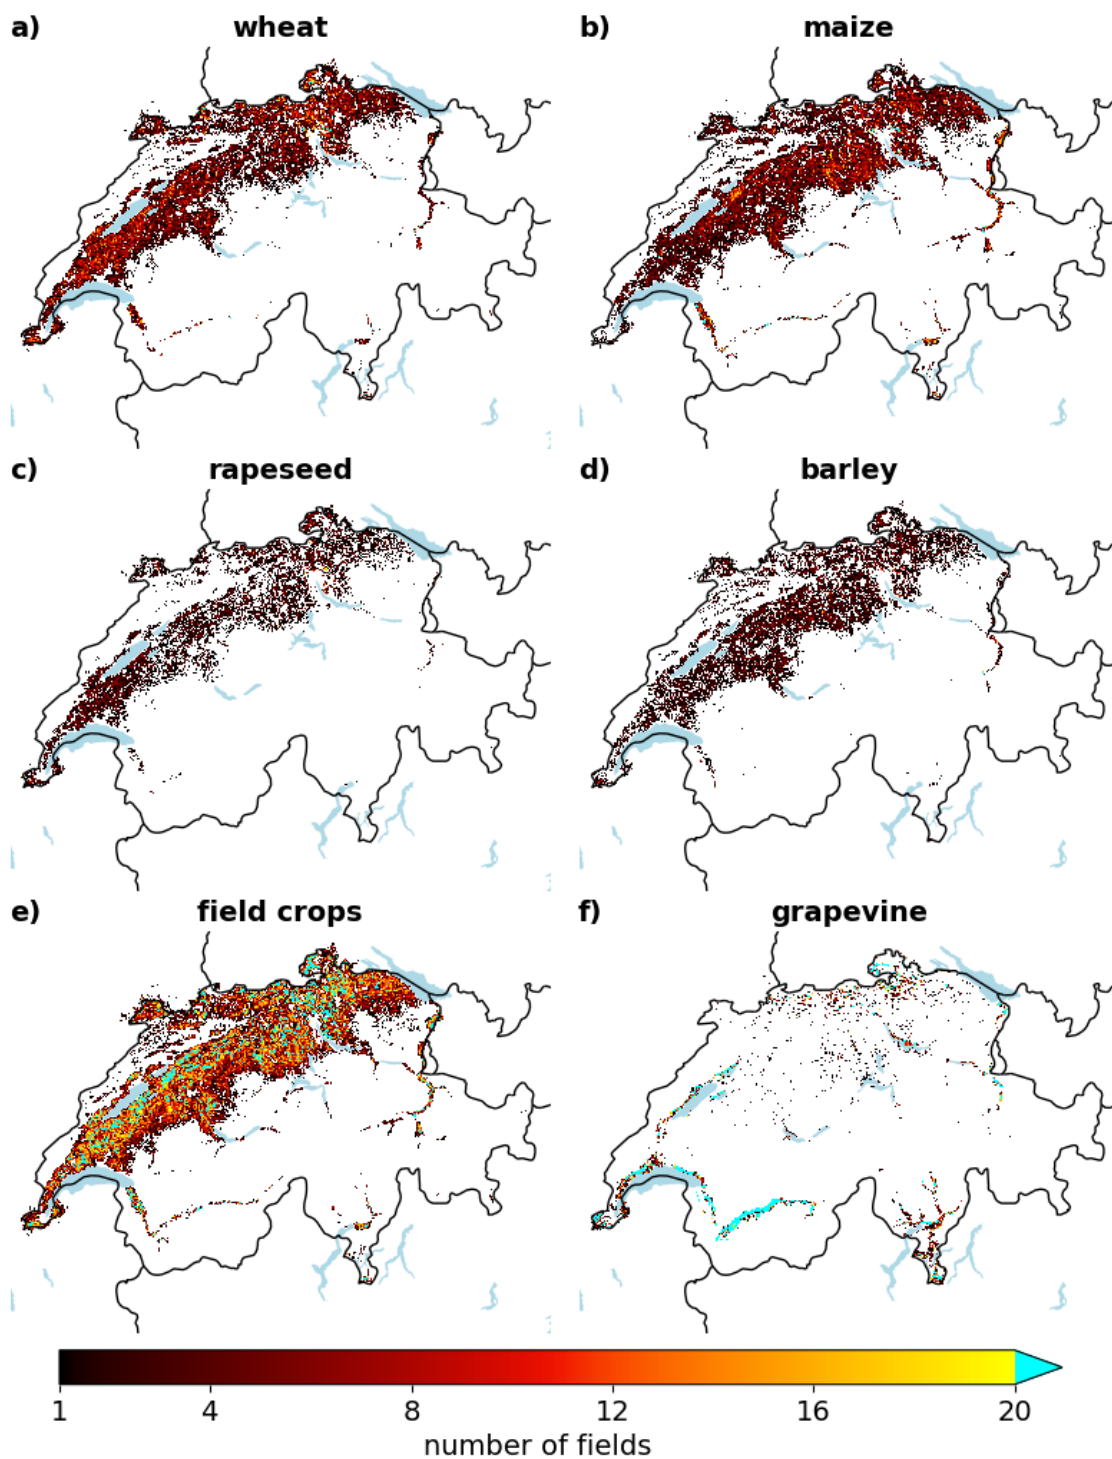 a) wheat
b) maize
c) rapeseed
d) barley
e) field crops
f) grapevine
1 4 8 12 16 20
number of fields